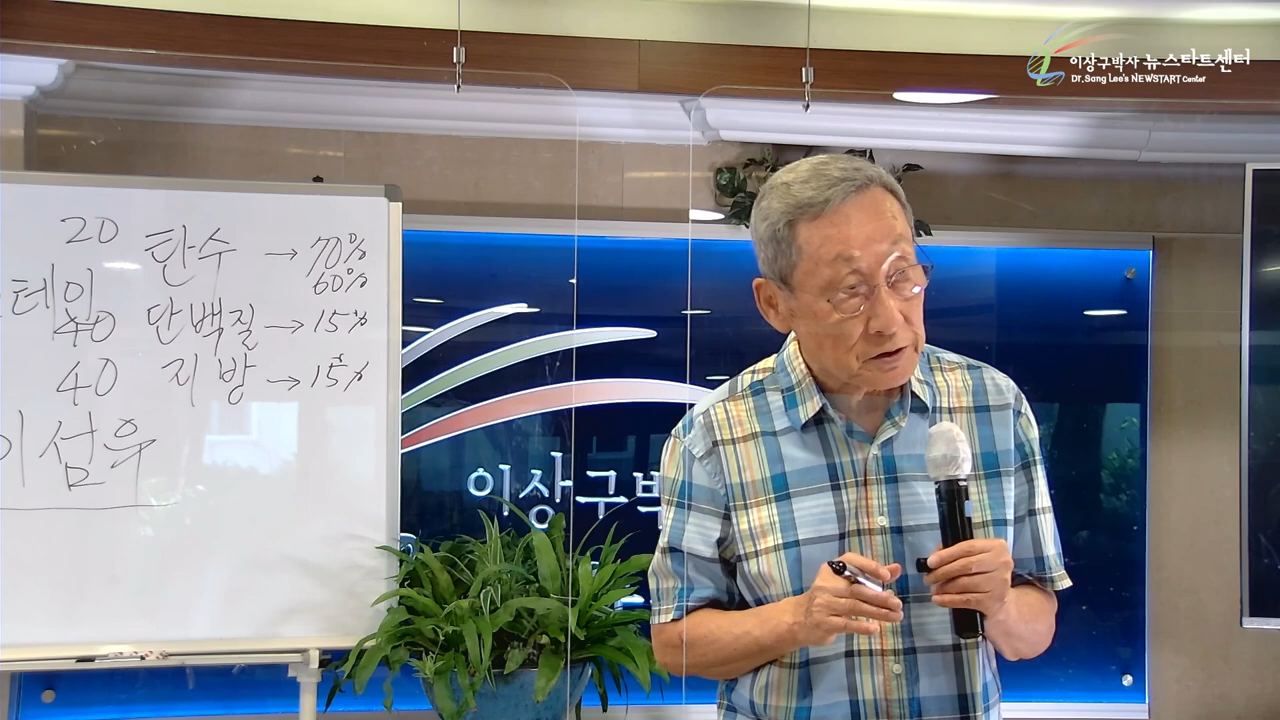 이상구박사 뉴스타트센터
Dr. Sang Lee's NEWSTART Center
20 탄수 → 70%
60%
테인
40 단백질 → 15%
40 지방 → 15%
이섬유
이상구박